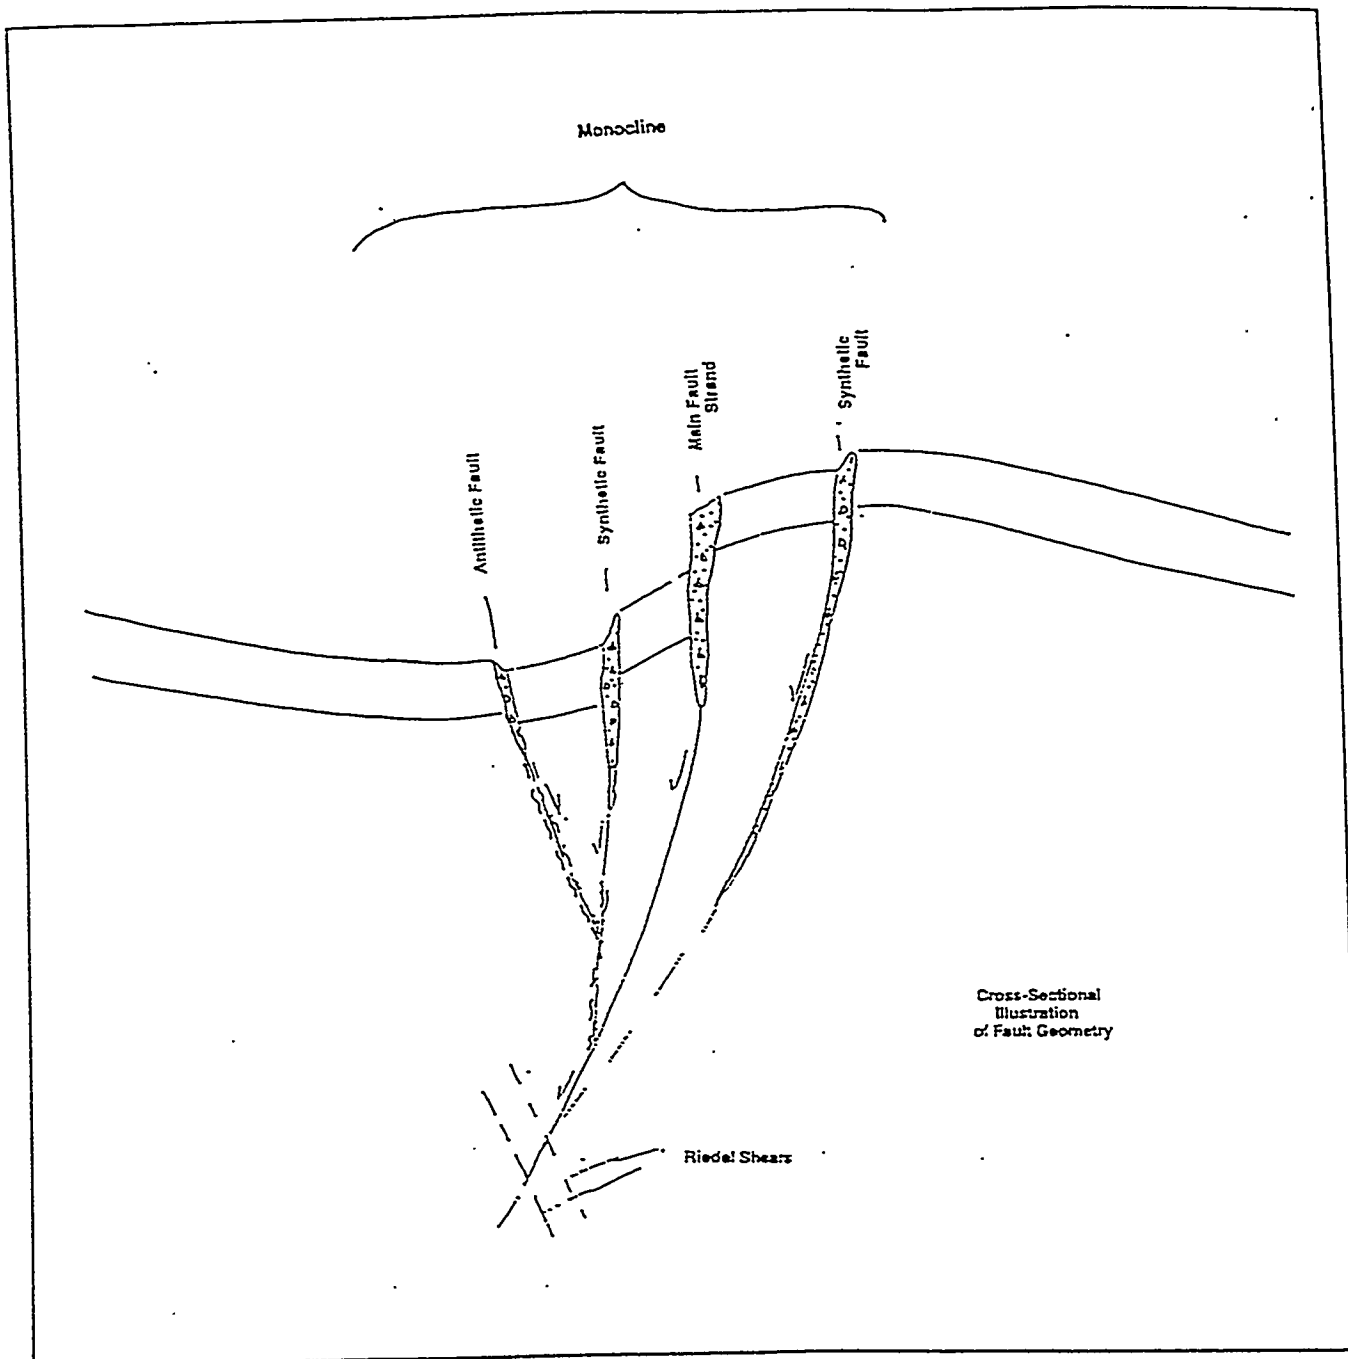 Monocline
Antithetic Fault
Synthetic Fault
Main Fault
Strand
Synthetic
Fault
Cross-Sectional
Illustration
of Fault Geometry
Riedel Shears